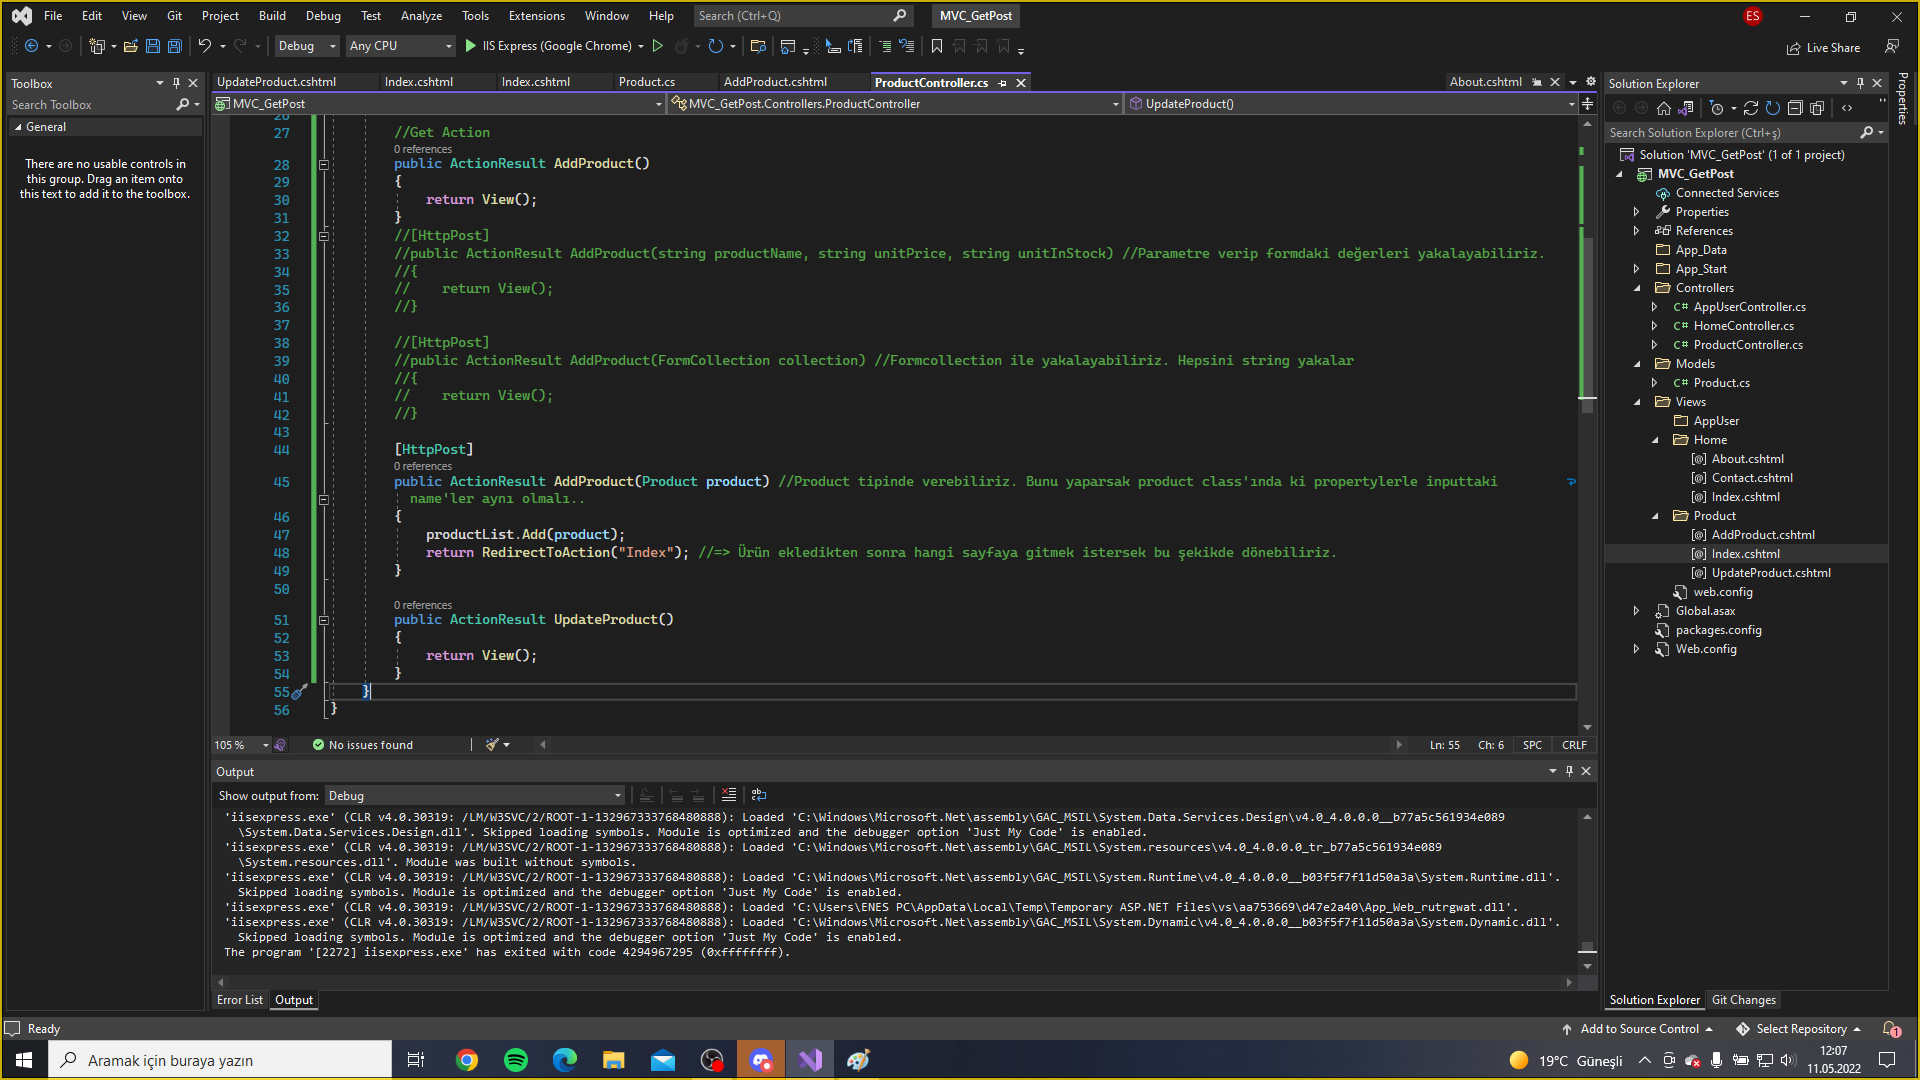 File Edit View Git Project Build Debug Test Analyze Tools Extensions Window Help Search (Ctrl+Q) MVC_GetPost ES
Debug Any CPU IIS Express (Google Chrome) Live Share
Toolbox
Search Toolbox
General
There are no usable controls in
this group. Drag an item onto
this text to add it to the toolbox.
UpdateProduct.cshtml Index.cshtml Index.cshtml Product.cs AddProduct.cshtml ProductController.cs About.cshtml
MVC_GetPost MVC_GetPost.Controllers.ProductController UpdateProduct()
26
27 //Get Action
0 references
28 public ActionResult AddProduct()
29 {
30 return View();
31 }
32 //[HttpPost]
33 //public ActionResult AddProduct(string productName, string unitPrice, string unitInStock) //Parametre verip formdaki değerleri yakalayabiliriz.
34 //{
35 // return View();
36 //}
37
38 //[HttpPost]
39 //public ActionResult AddProduct(FormCollection collection) //Formcollection ile yakalayabiliriz. Hepsini string yakalar
40 //{
41 // return View();
42 //}
43
44 [HttpPost]
0 references
45 public ActionResult AddProduct(Product product) //Product tipinde verebiliriz. Bunu yaparsak product class'ında ki propertylerle inputtaki
name'ler aynı olmalı..
46 {
47 productList.Add(product);
48 return RedirectToAction("Index"); //=> Ürün ekledikten sonra hangi sayfaya gitmek istersek bu şekikde dönebiliriz.
49 }
50
0 references
51 public ActionResult UpdateProduct()
52 {
53 return View();
54 }
55 }
56 }
105 % No issues found Ln: 55 Ch: 6 SPC CRLF
Output
Show output from: Debug
'iisexpress.exe' (CLR v4.0.30319: /LM/W3SVC/2/ROOT-1-132967333768480888): Loaded 'C:\Windows\Microsoft.Net\assembly\GAC_MSIL\System.Data.Services.Design\v4.0_4.0.0.0__b77a5c561934e089
\System.Data.Services.Design.dll'. Skipped loading symbols. Module is optimized and the debugger option 'Just My Code' is enabled.
'iisexpress.exe' (CLR v4.0.30319: /LM/W3SVC/2/ROOT-1-132967333768480888): Loaded 'C:\Windows\Microsoft.Net\assembly\GAC_MSIL\System.resources\v4.0_4.0.0.0_tr_b77a5c561934e089
\System.resources.dll'. Module was built without symbols.
'iisexpress.exe' (CLR v4.0.30319: /LM/W3SVC/2/ROOT-1-132967333768480888): Loaded 'C:\Windows\Microsoft.Net\assembly\GAC_MSIL\System.Runtime\v4.0_4.0.0.0__b03f5f7f11d50a3a\System.Runtime.dll'.
Skipped loading symbols. Module is optimized and the debugger option 'Just My Code' is enabled.
'iisexpress.exe' (CLR v4.0.30319: /LM/W3SVC/2/ROOT-1-132967333768480888): Loaded 'C:\Users\ENES PC\AppData\Local\Temp\Temporary ASP.NET Files\vs\aa753669\d47e2a40\App_Web_rutrgwat.dll'.
'iisexpress.exe' (CLR v4.0.30319: /LM/W3SVC/2/ROOT-1-132967333768480888): Loaded 'C:\Windows\Microsoft.Net\assembly\GAC_MSIL\System.Dynamic\v4.0_4.0.0.0__b03f5f7f11d50a3a\System.Dynamic.dll'.
Skipped loading symbols. Module is optimized and the debugger option 'Just My Code' is enabled.
The program '[2272] iisexpress.exe' has exited with code 4294967295 (0xffffffff).
Error List Output
Solution Explorer
Search Solution Explorer (Ctrl+ş)
Solution 'MVC_GetPost' (1 of 1 project)
MVC_GetPost
Connected Services
Properties
References
App_Data
App_Start
Controllers
C# AppUserController.cs
C# HomeController.cs
C# ProductController.cs
Models
C# Product.cs
Views
AppUser
Home
[@] About.cshtml
[@] Contact.cshtml
[@] Index.cshtml
Product
[@] AddProduct.cshtml
[@] Index.cshtml
[@] UpdateProduct.cshtml
web.config
Global.asax
packages.config
Web.config
Solution Explorer Git Changes
Properties
Ready Add to Source Control Select Repository 1
Aramak için buraya yazın 19°C Güneşli 12:07
11.05.2022